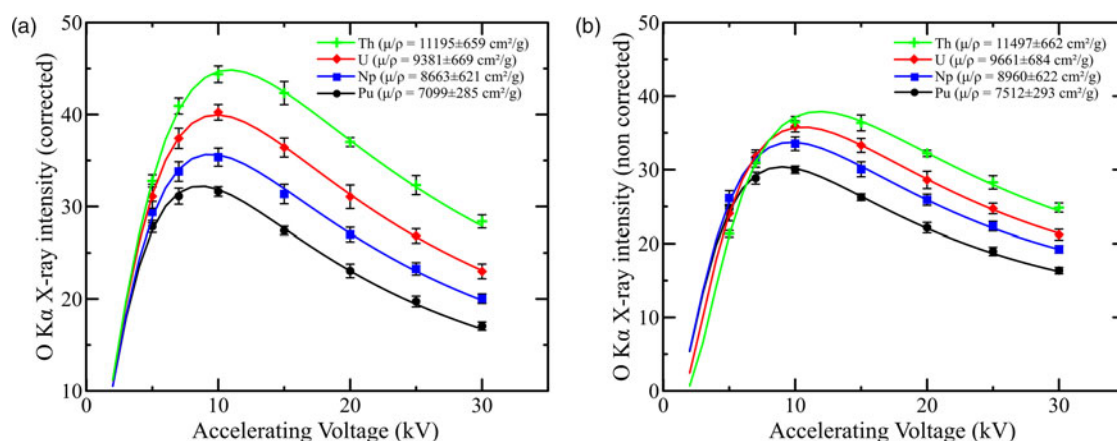 (a)
50
40
30
20
10
O Kα X-ray intensity (corrected)
Th (μ/ρ = 11195±659 cm²/g)
U (μ/ρ = 9381±669 cm²/g)
Np (μ/ρ = 8663±621 cm²/g)
Pu (μ/ρ = 7099±285 cm²/g)
0 10 20 30
Accelerating Voltage (kV)
(b)
50
40
30
20
10
0
O Kα X-ray intensity (non corrected)
Th (μ/ρ = 11497±662 cm²/g)
U (μ/ρ = 9661±684 cm²/g)
Np (μ/ρ = 8960±622 cm²/g)
Pu (μ/ρ = 7512±293 cm²/g)
0 10 20 30
Accelerating Voltage (kV)